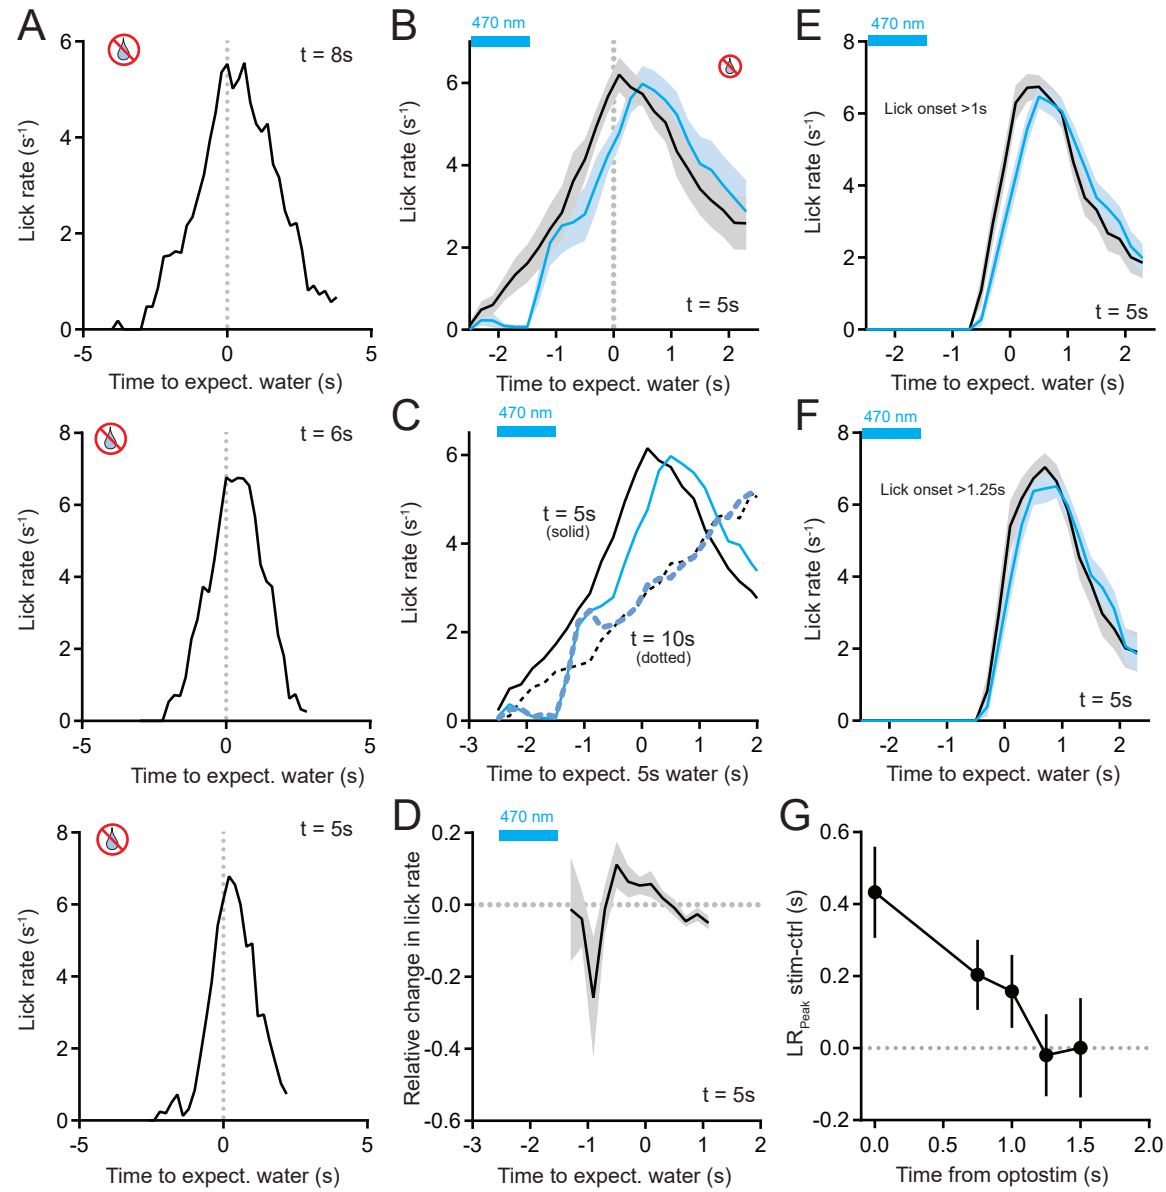 A
t = 8s
6
4
2
0
Lick rate (s⁻¹)
-5
0
5
Time to expect. water (s)
t = 6s
8
6
4
2
0
Lick rate (s⁻¹)
-5
0
5
Time to expect. water (s)
t = 5s
8
6
4
2
0
Lick rate (s⁻¹)
-5
0
5
Time to expect. water (s)
B
470 nm
6
4
2
0
Lick rate (s⁻¹)
t = 5s
-2
-1
0
1
2
Time to expect. water (s)
C
470 nm
6
4
2
0
Lick rate (s⁻¹)
t = 5s
(solid)
t = 10s
(dotted)
-3
-2
-1
0
1
2
Time to expect. 5s water (s)
D
470 nm
0.2
0.0
-0.2
-0.4
-0.6
Relative change in lick rate
t = 5s
-3
-2
-1
0
1
2
Time to expect. water (s)
E
470 nm
8
6
4
2
0
Lick rate (s⁻¹)
Lick onset >1s
t = 5s
-2
-1
0
1
2
Time to expect. water (s)
F
470 nm
8
6
4
2
0
Lick rate (s⁻¹)
Lick onset >1.25s
t = 5s
-2
-1
0
1
2
Time to expect. water (s)
G
0.6
0.4
0.2
0.0
-0.2
LR_Peak stim-ctrl (s)
0.0
0.5
1.0
1.5
2.0
Time from optostim (s)